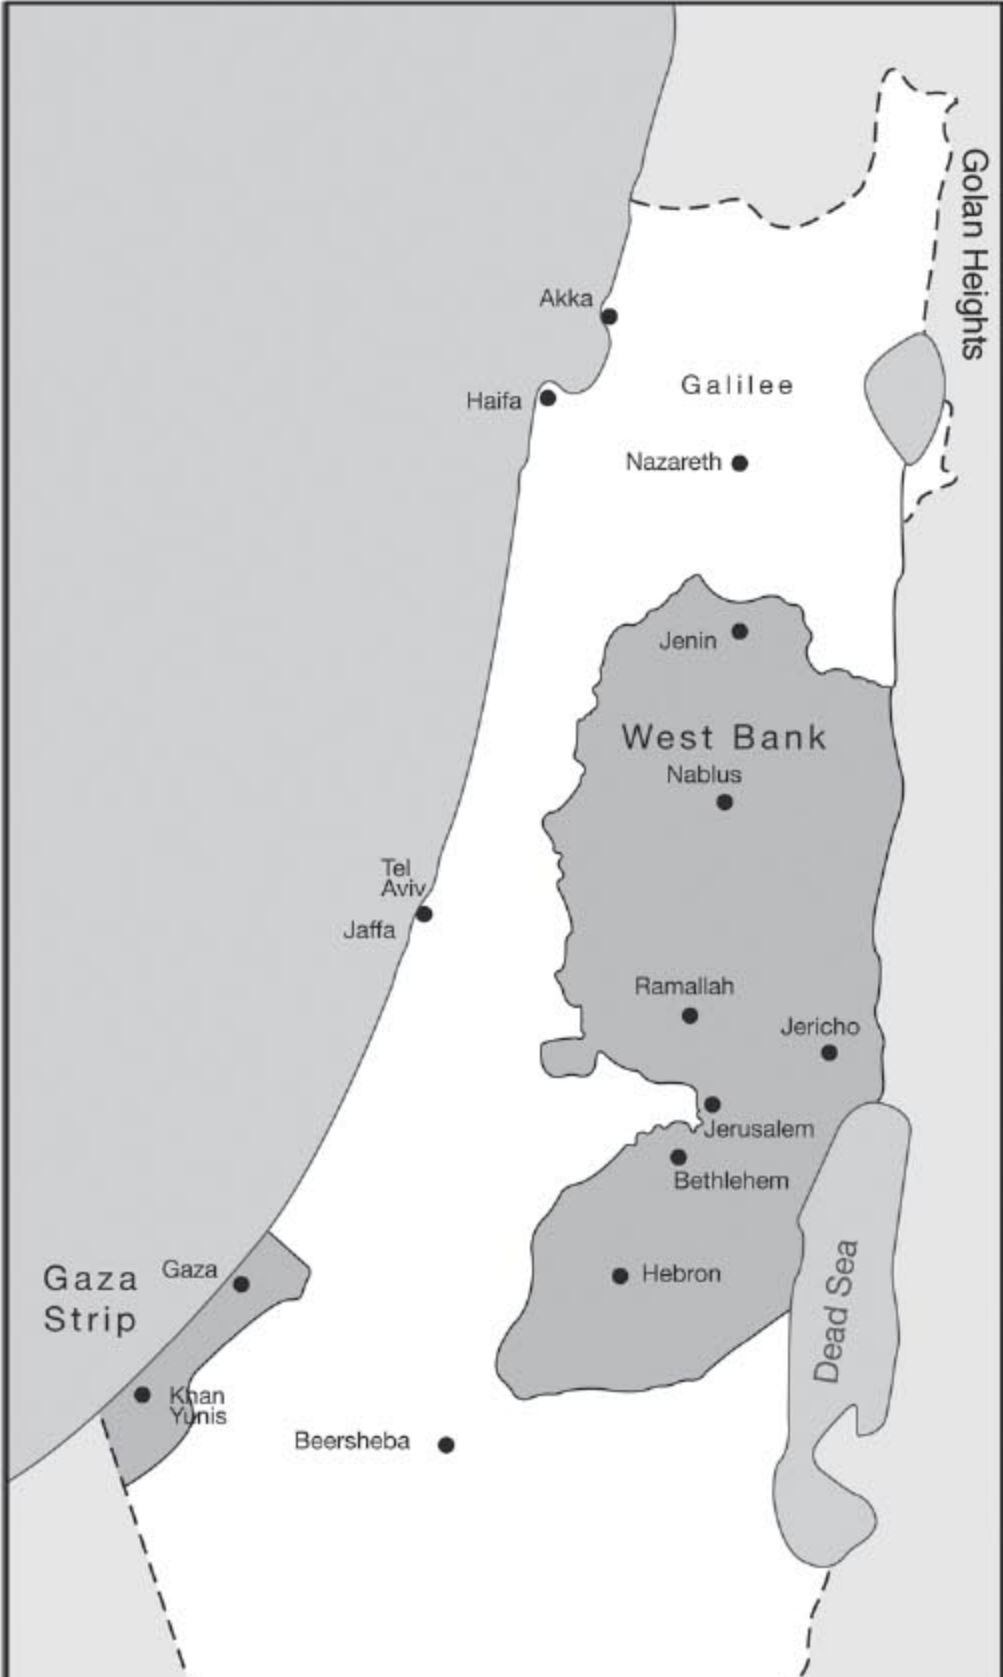 Golan Heights
Akka
Galilee
Haifa
Nazareth
Jenin
West Bank
Nablus
Tel
Aviv
Jaffa
Ramallah
Jericho
Jerusalem
Bethlehem
Gaza
Strip
Gaza
Hebron
Dead Sea
Khan
Yunis
Beersheba